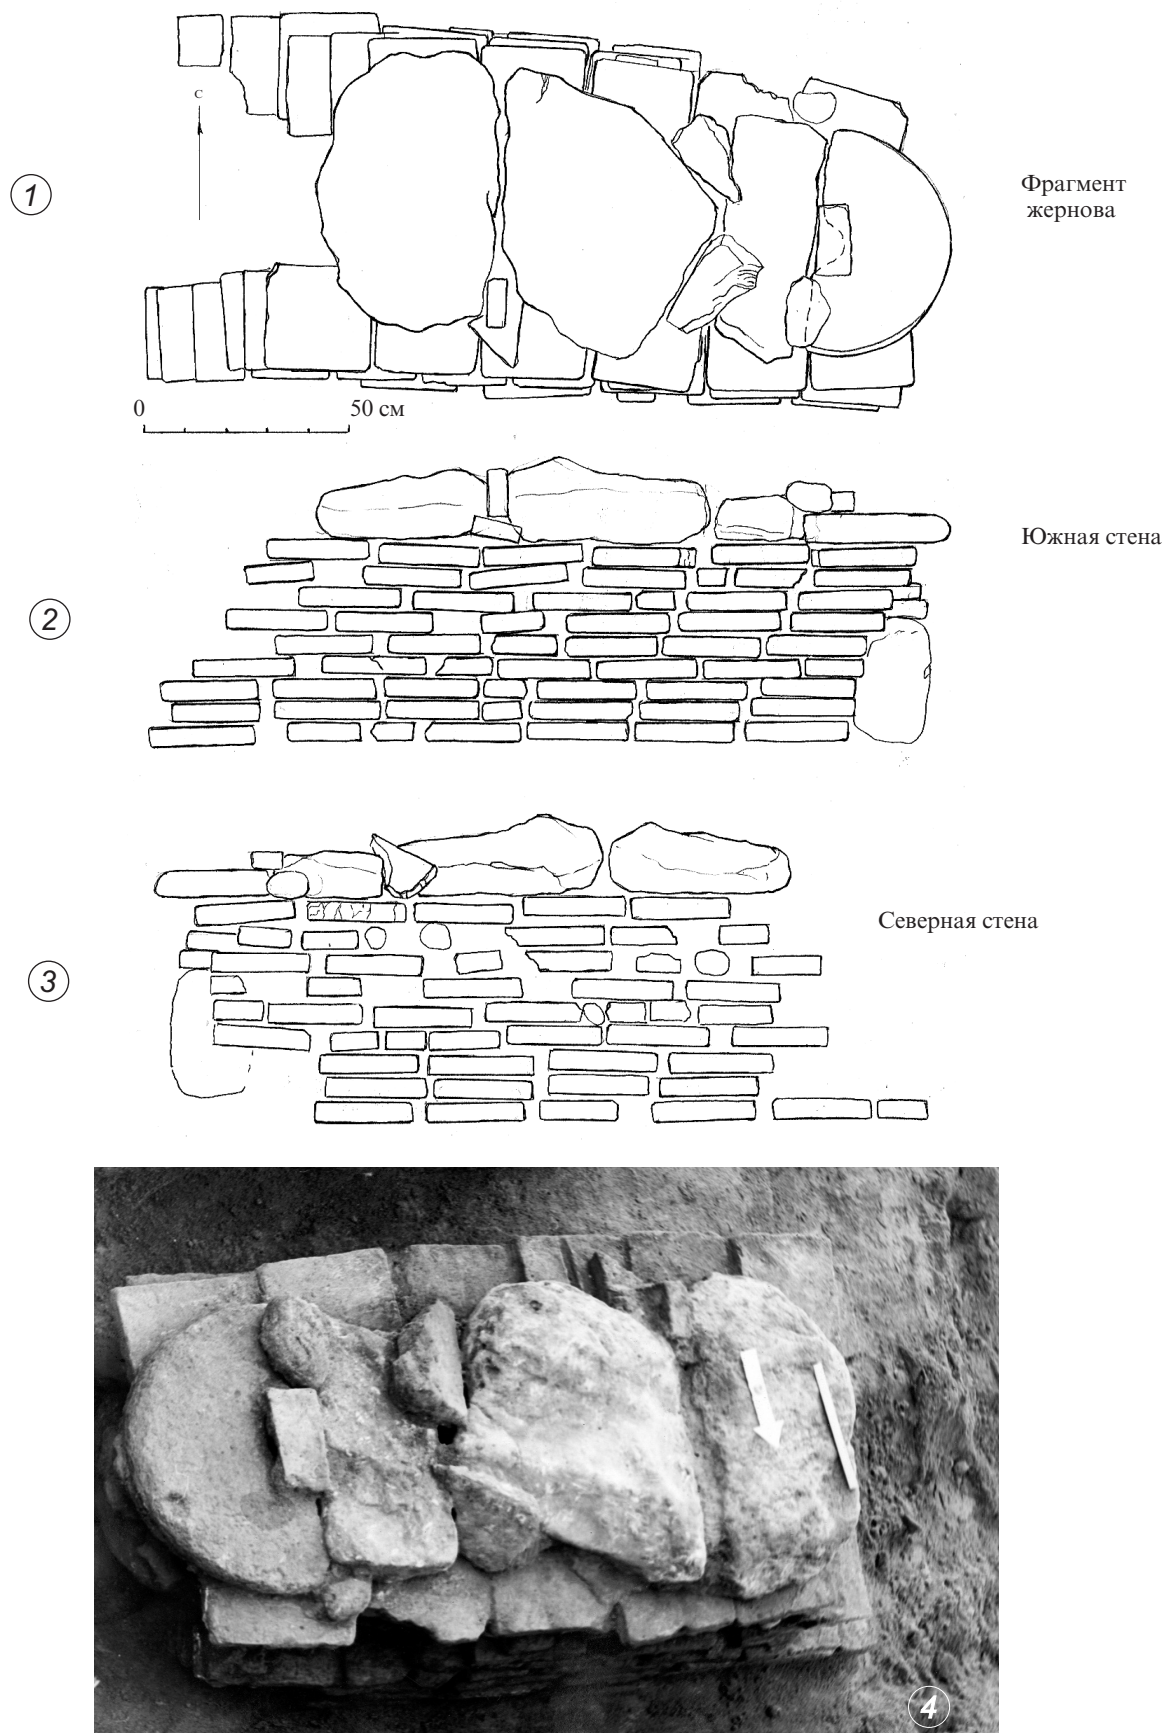 с
1
Фрагмент
жернова
0 50 см
Южная стена
2
Северная стена
3
4